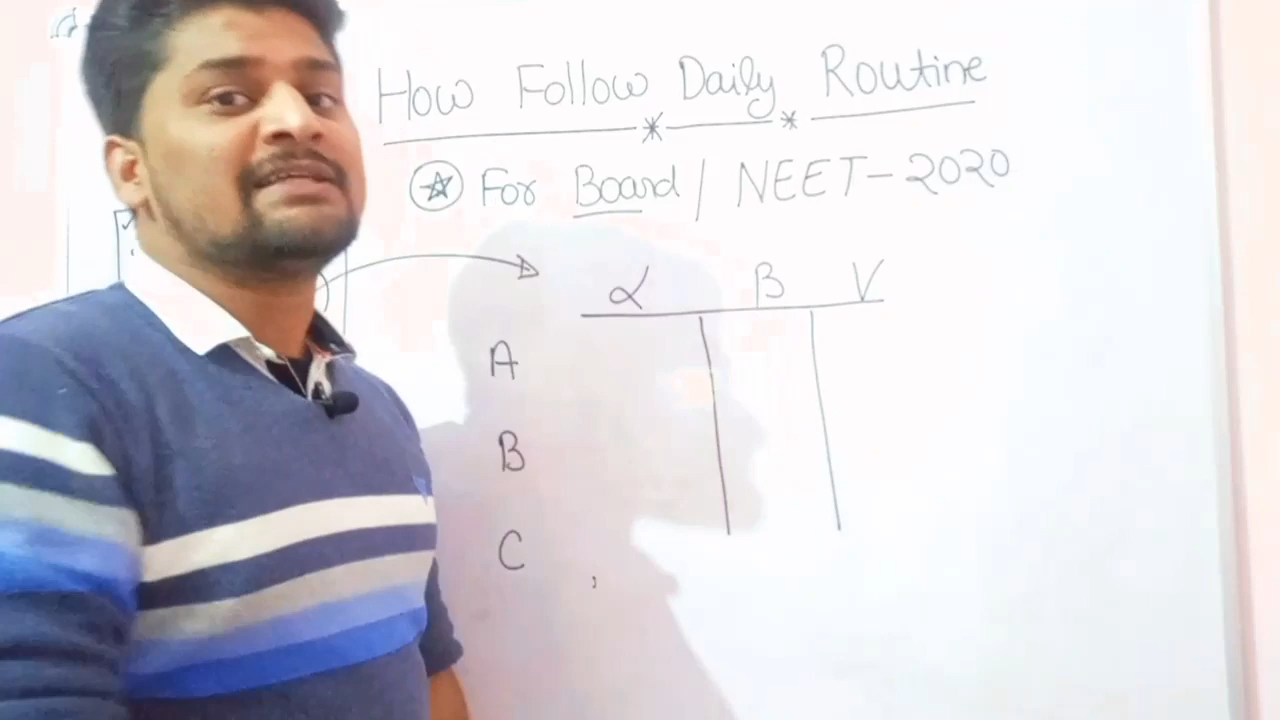 How Follow Daily Routine
For Board / NEET-2020
α β V
A
B
C